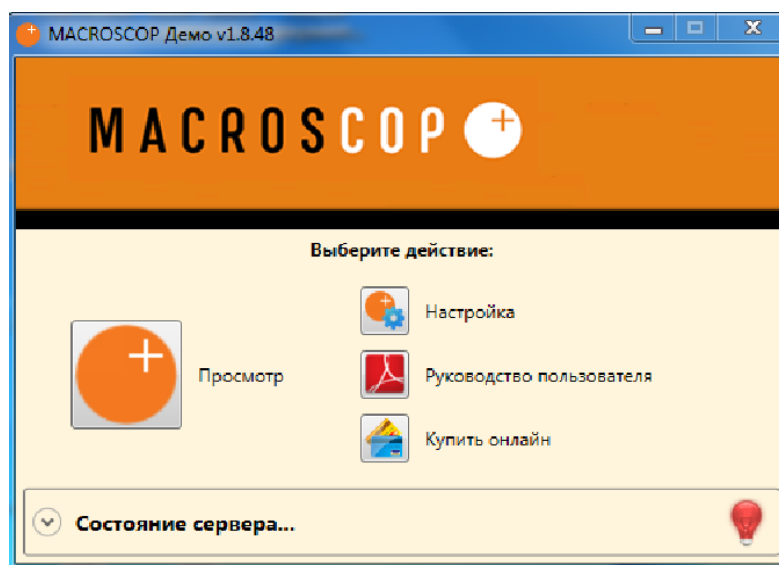 MACROSCOP Демо v1.8.48
MACROSCOP
Выберите действие:
Настройка
Просмотр
Руководство пользователя
Купить онлайн
Состояние сервера...